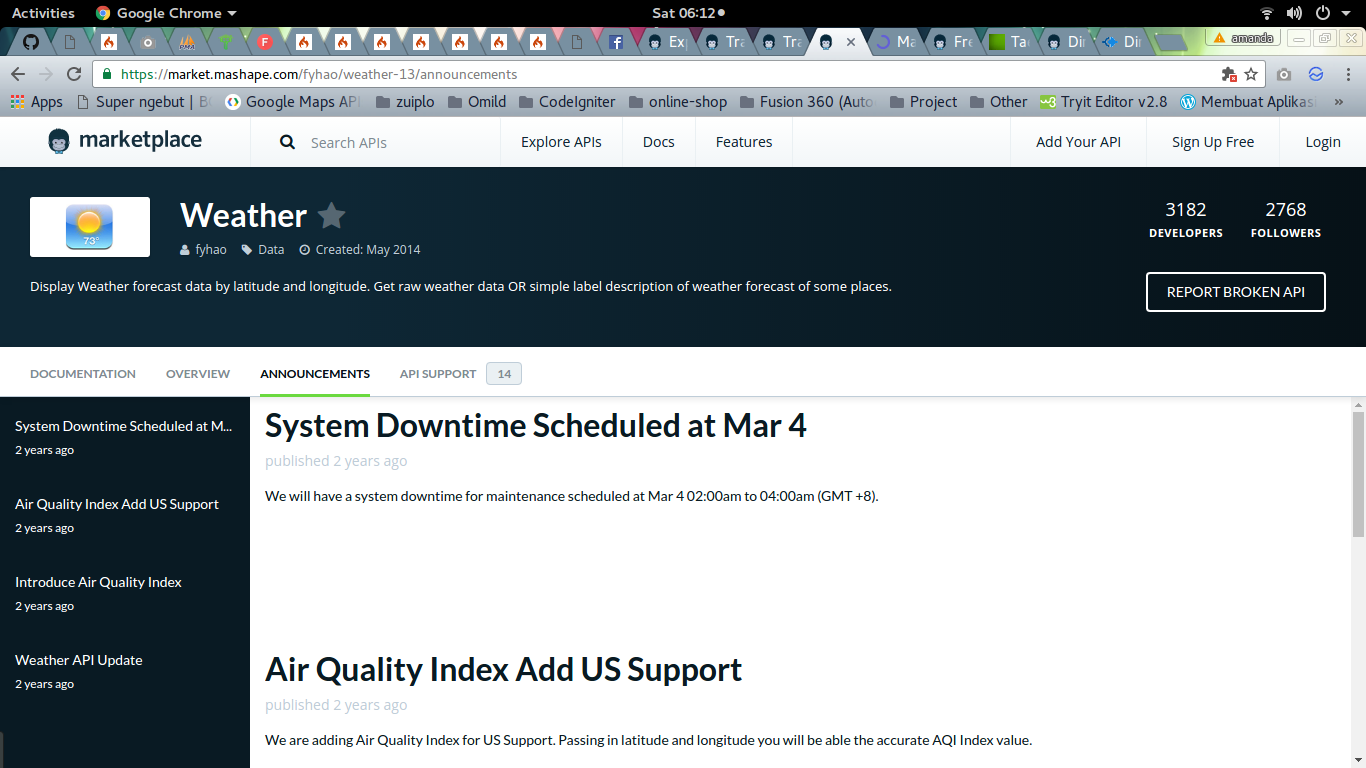 Activities Google Chrome Sat 06:12
Exp Tra Tra Ma Fre Tac Dir Dir amanda
https://market.mashape.com/fyhao/weather-13/announcements
Apps Super ngebut | B Google Maps API zuiplo Omild CodeIgniter online-shop Fusion 360 (Auto Project Other Tryit Editor v2.8 Membuat Aplikasi »
marketplace Search APIs Explore APIs Docs Features Add Your API Sign Up Free Login
Weather
73°
fyhao Data Created: May 2014
3182 DEVELOPERS
2768 FOLLOWERS
Display Weather forecast data by latitude and longitude. Get raw weather data OR simple label description of weather forecast of some places.
REPORT BROKEN API
DOCUMENTATION OVERVIEW ANNOUNCEMENTS API SUPPORT 14
System Downtime Scheduled at M...
2 years ago
Air Quality Index Add US Support
2 years ago
Introduce Air Quality Index
2 years ago
Weather API Update
2 years ago
System Downtime Scheduled at Mar 4
published 2 years ago
We will have a system downtime for maintenance scheduled at Mar 4 02:00am to 04:00am (GMT +8).
Air Quality Index Add US Support
published 2 years ago
We are adding Air Quality Index for US Support. Passing in latitude and longitude you will be able the accurate AQI Index value.